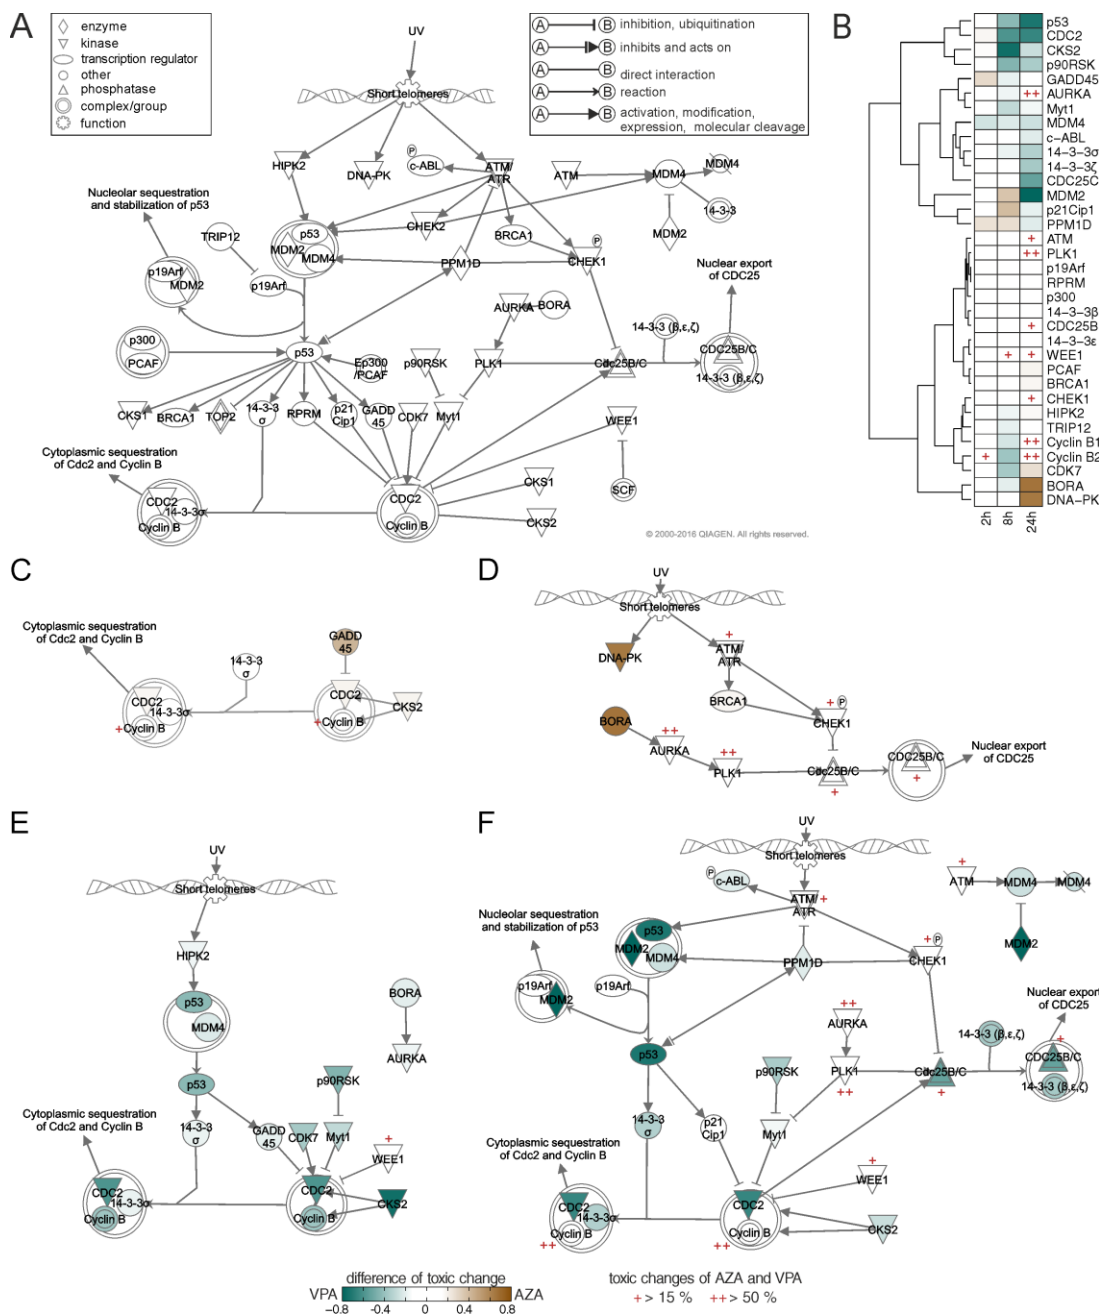 A
enzyme
kinase
transcription regulator
other
phosphatase
complex/group
function
UV
Short telomeres
A B inhibition, ubiquitination
A B inhibits and acts on
A B direct interaction
A B reaction
A B activation, modification,
expression, molecular cleavage
HIPK2
DNA-PK
P
c-ABL
ATM/
ATR
ATM
MDM4
MDM4
14-3-3
MDM2
Nucleolar sequestration
and stabilization of p53
TRIP12
p53
MDM2
MDM4
CHEK2
BRCA1
P
CHEK1
PPM1D
p19Arf
MDM2
p19Arf
Nuclear export
of CDC25
AURKA
BORA
14-3-3 (β,ε,ζ)
p300
PCAF
p53
Ep300
/PCAF
p90RSK
PLK1
Cdc25B/C
CDC25B/C
14-3-3 (β,ε,ζ)
CKS1
BRCA1
TOP2
14-3-3
σ
RPRM
p21
Cip1
GADD
45
CDK7
Myt1
WEE1
SCF
Cytoplasmic sequestration
of Cdc2 and Cyclin B
CDC2
14-3-3σ
Cyclin B
CDC2
Cyclin B
CKS1
CKS2
© 2000-2016 QIAGEN. All rights reserved.
B
p53
CDC2
CKS2
p90RSK
GADD45
++ AURKA
Myt1
MDM4
c-ABL
14-3-3σ
14-3-3ζ
CDC25C
MDM2
p21Cip1
PPM1D
+ ATM
++ PLK1
p19Arf
RPRM
p300
14-3-3β
+ CDC25B
14-3-3ε
+ + WEE1
PCAF
BRCA1
+ CHEK1
HIPK2
TRIP12
++ Cyclin B1
+ ++ Cyclin B2
CDK7
BORA
DNA-PK
2h 8h 24h
C
Cytoplasmic sequestration
of Cdc2 and Cyclin B
GADD
45
14-3-3
σ
CDC2
14-3-3σ
+ Cyclin B
CDC2
+ Cyclin B
CKS2
D
UV
Short telomeres
DNA-PK
+
ATM/
ATR
BRCA1
+ P
CHEK1
BORA
++
AURKA
++
PLK1
Cdc25B/C
+
CDC25B/C
+
Nuclear export
of CDC25
E
UV
Short telomeres
HIPK2
p53
MDM4
BORA
AURKA
p53
p90RSK
Cytoplasmic sequestration
of Cdc2 and Cyclin B
14-3-3
σ
GADD
45
CDK7
Myt1
+
WEE1
CDC2
14-3-3σ
Cyclin B
CDC2
Cyclin B
CKS2
F
UV
Short telomeres
P
c-ABL
ATM/
ATR
+
+
ATM
MDM4
MDM4
MDM2
Nucleolar sequestration
and stabilization of p53
p53
MDM2
MDM4
PPM1D
+ P
CHEK1
p19Arf
MDM2
p19Arf
Nuclear export
of CDC25
++
AURKA
14-3-3 (β,ε,ζ)
+
CDC25B/C
14-3-3 (β,ε,ζ)
p53
p90RSK
PLK1
++
Cdc25B/C
+
14-3-3
σ
p21
Cip1
Myt1
Cytoplasmic sequestration
of Cdc2 and Cyclin B
+
WEE1
CDC2
14-3-3σ
Cyclin B
++
CDC2
Cyclin B
++
CKS2
difference of toxic change
VPA AZA
−0.8 −0.4 0 0.4 0.8
toxic changes of AZA and VPA
+ > 15 % ++ > 50 %